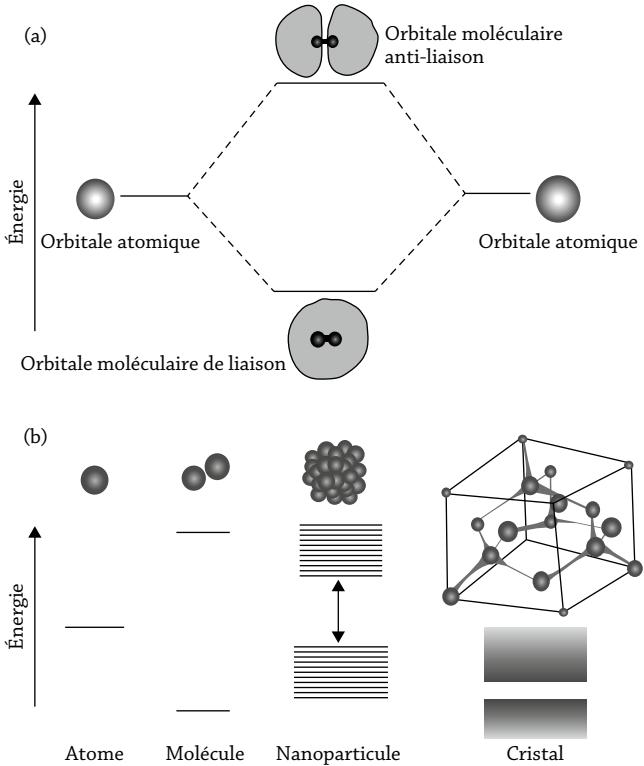 (a)
Orbitale moléculaire
anti-liaison
Énergie
Orbitale atomique
Orbitale atomique
Orbitale moléculaire de liaison
(b)
Énergie
Atome
Molécule
Nanoparticule
Cristal